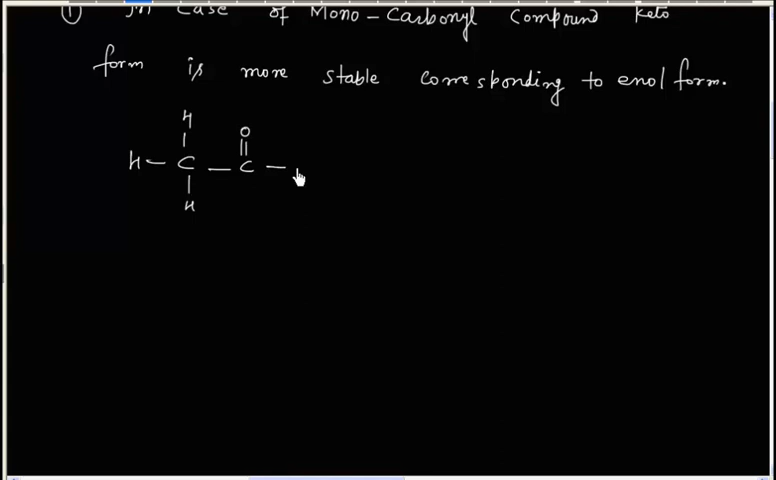 ① In Case of Mono-Carbonyl Compound keto
form is more stable corresponding to enol form.
H O
H - C - C -
H